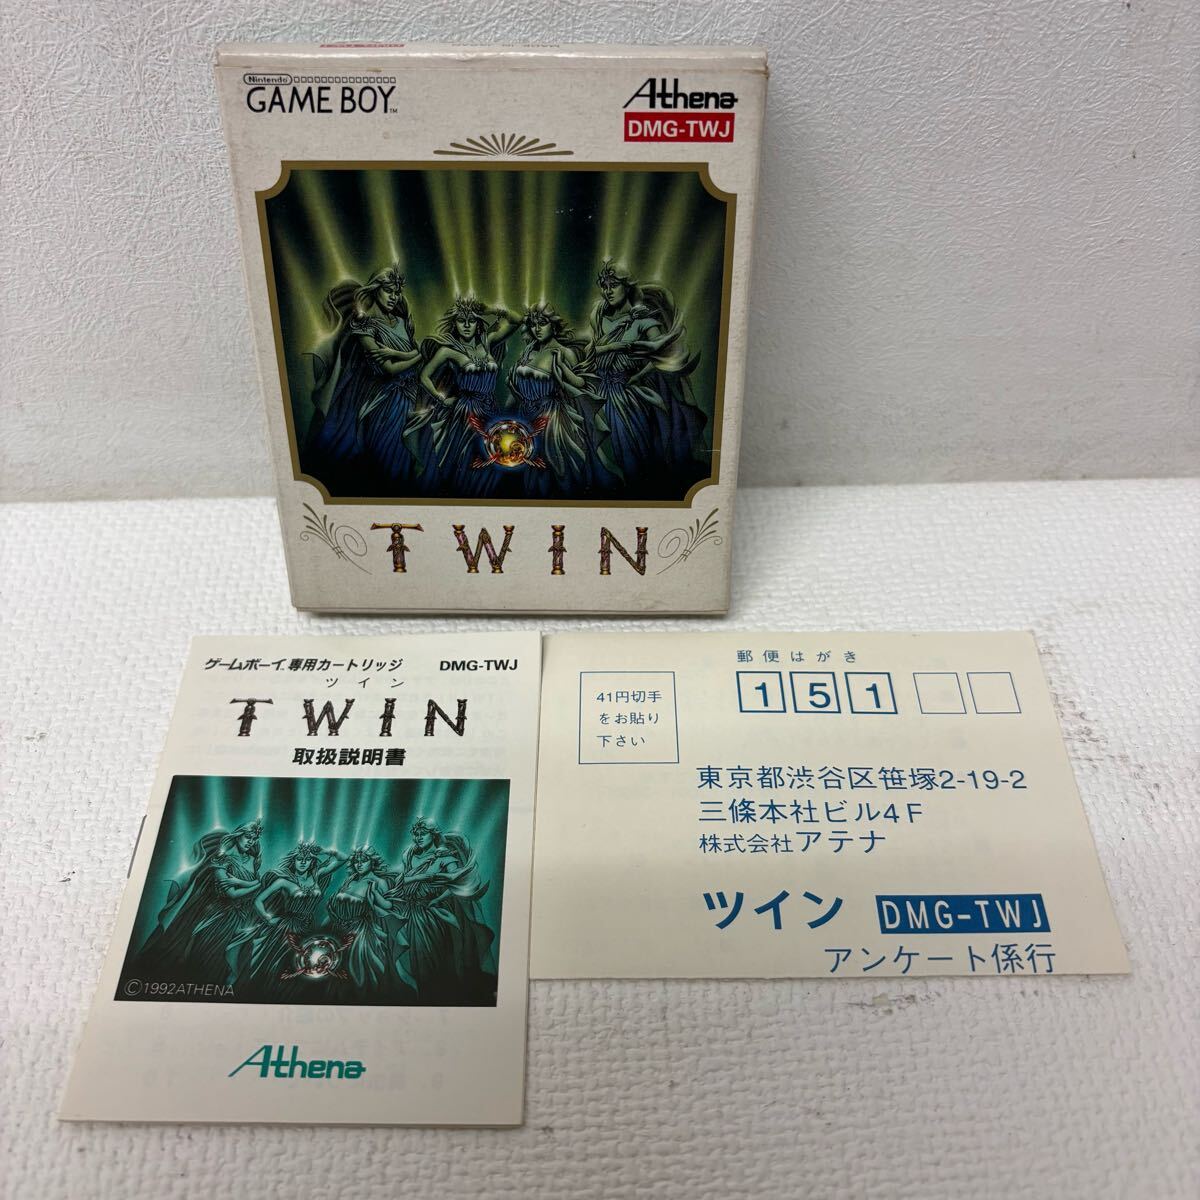 Nintendo
GAME BOY™
Athena
DMG-TWJ
TWIN
ゲームボーイ専用カートリッジ
DMG-TWJ
ツイン
TWIN
取扱説明書
©1992ATHENA
Athena
郵便はがき
41円切手
をお貼り
下さい
151
東京都渋谷区笹塚2-19-2
三條本社ビル4F
株式会社アテナ
ツイン DMG-TWJ
アンケート係行